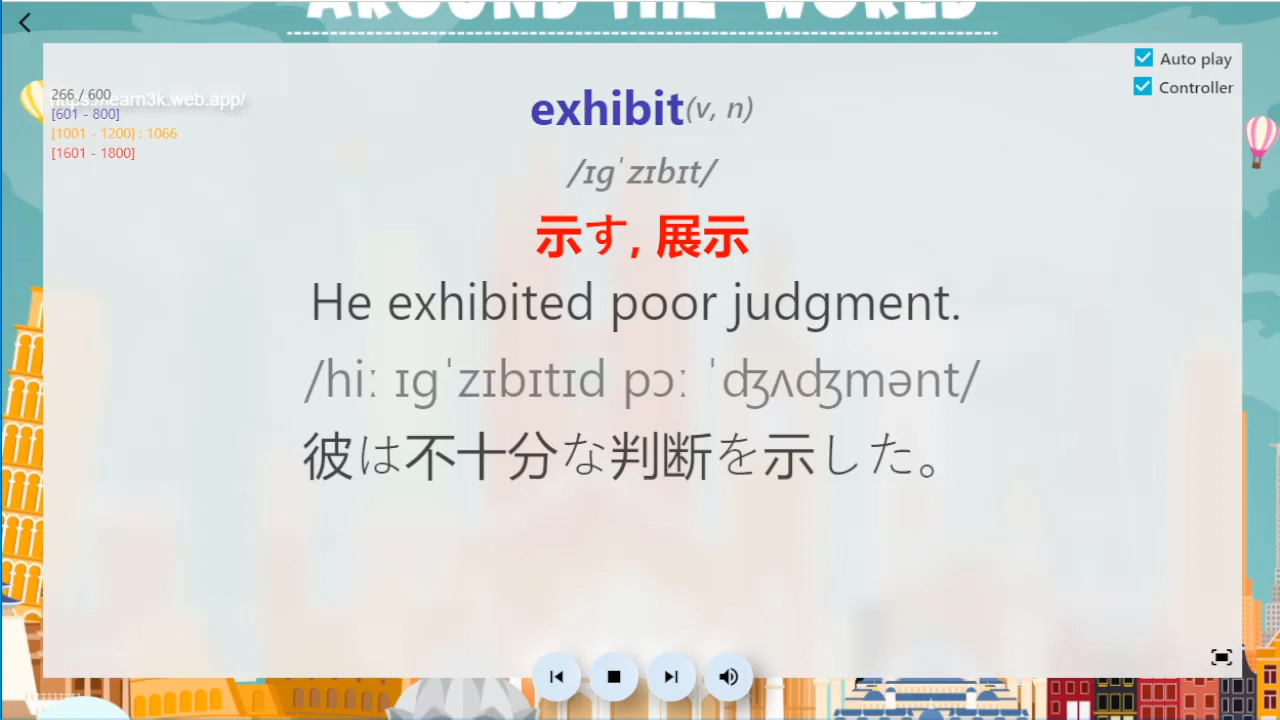 AROUND THE WORLD
Auto play
Controller
https://learn3k.web.app/
266 / 600
[601 - 800]
[1001 - 1200] : 1066
[1601 - 1800]
exhibit(v, n)
/ɪɡˈzɪbɪt/
示す, 展示
He exhibited poor judgment.
/hiː ɪɡˈzɪbɪtɪd pɔː ˈʤʌʤmənt/
彼は不十分な判断を示した。